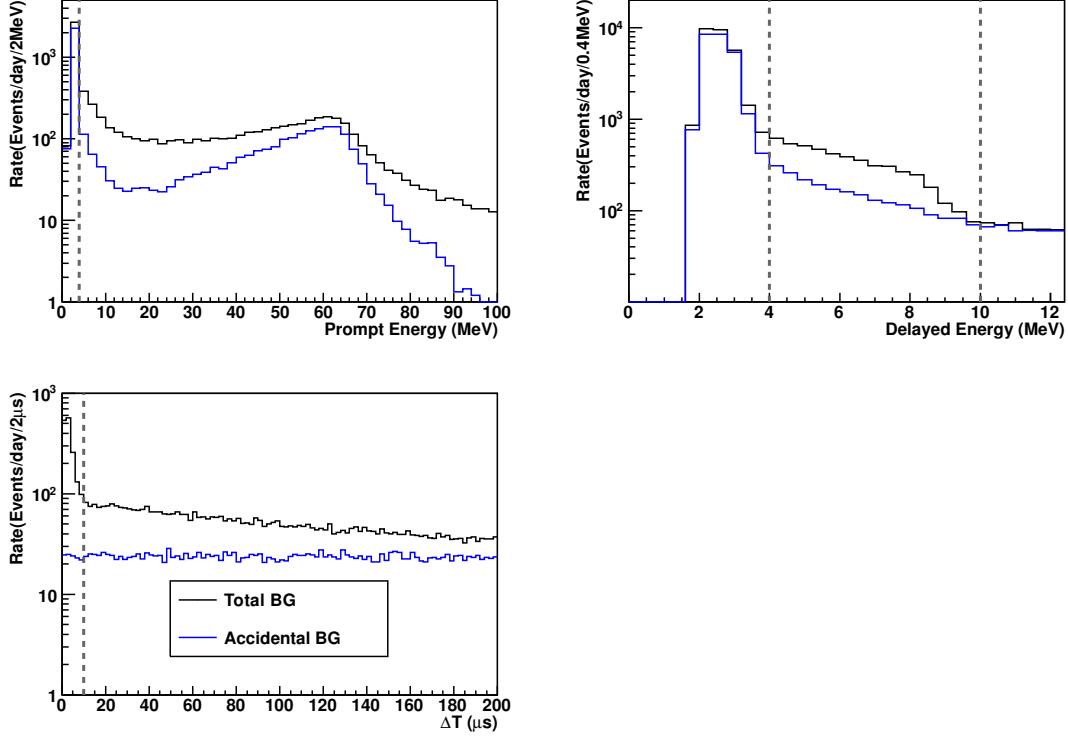 Rate(Events/day/2MeV)
10³
10²
10
1
0 10 20 30 40 50 60 70 80 90 100
Prompt Energy (MeV)
Rate(Events/day/0.4MeV)
10⁴
10³
10²
0 2 4 6 8 10 12
Delayed Energy (MeV)
Rate(Events/day/2μs)
10³
10²
10
1
Total BG
Accidental BG
0 20 40 60 80 100 120 140 160 180 200
ΔT (μs)